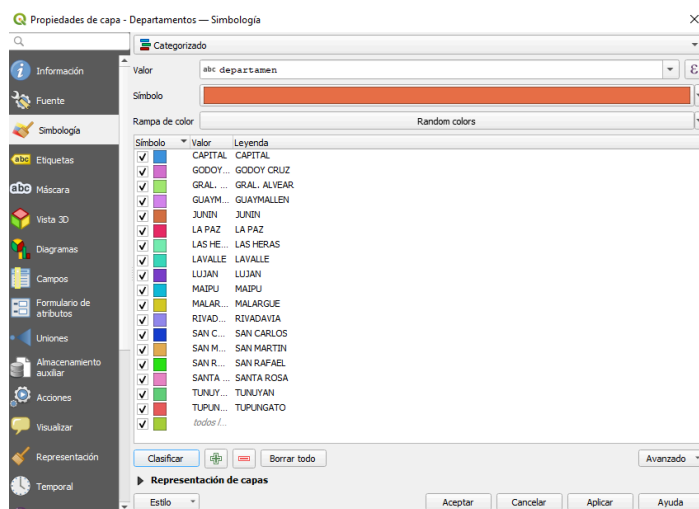 Propiedades de capa - Departamentos — Simbología
Categorizado
Información
Valor abc departamen ε
Fuente
Símbolo
Simbología
Rampa de color Random colors
Símbolo Valor Leyenda
CAPITAL CAPITAL
abc Etiquetas
GODOY... GODOY CRUZ
GRAL. ... GRAL. ALVEAR
abc Máscara
GUAYM... GUAYMALLEN
JUNIN JUNIN
Vista 3D
LA PAZ LA PAZ
LAS HE... LAS HERAS
Diagramas
LAVALLE LAVALLE
LUJAN LUJAN
Campos
MAIPU MAIPU
MALAR... MALARGUE
Formulario de
atributos
RIVAD... RIVADAVIA
SAN C... SAN CARLOS
Uniones
SAN M... SAN MARTIN
SAN R... SAN RAFAEL
Almacenamiento
auxiliar
SANTA ... SANTA ROSA
TUNUY... TUNUYAN
Acciones
TUPUN... TUPUNGATO
todos l...
Visualizar
Representación
Clasificar Borrar todo Avanzado
Representación de capas
Temporal
Estilo Aceptar Cancelar Aplicar Ayuda